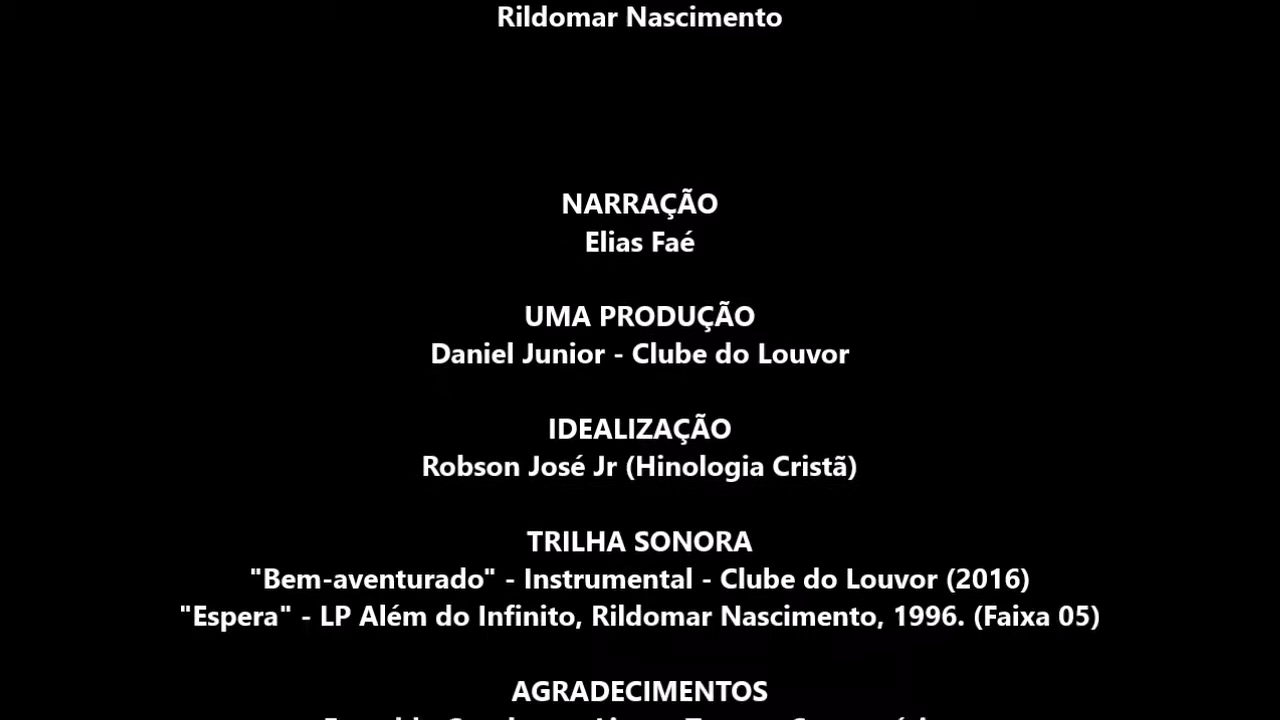 Rildomar Nascimento
NARRAÇÃO
Elias Faé
UMA PRODUÇÃO
Daniel Junior - Clube do Louvor
IDEALIZAÇÃO
Robson José Jr (Hinologia Cristã)
TRILHA SONORA
"Bem-aventurado" - Instrumental - Clube do Louvor (2016)
"Espera" - LP Além do Infinito, Rildomar Nascimento, 1996. (Faixa 05)
AGRADECIMENTOS